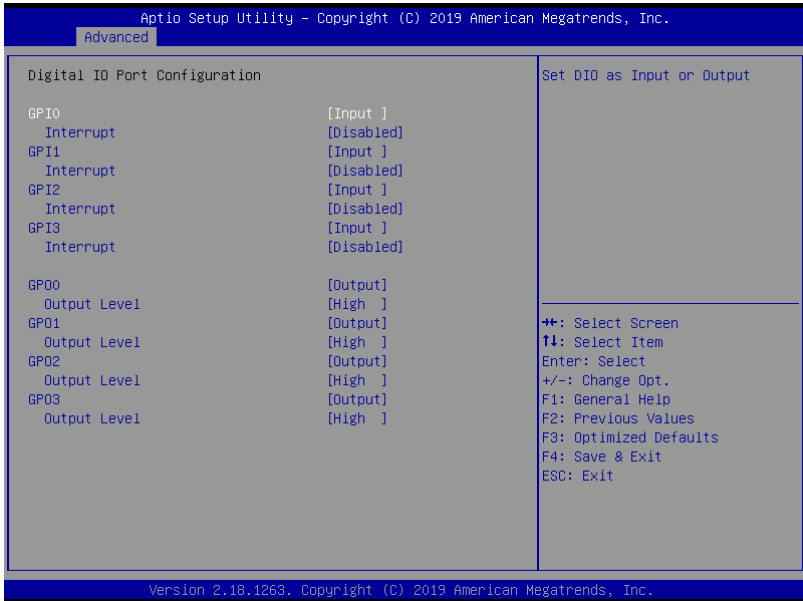 Aptio Setup Utility – Copyright (C) 2019 American Megatrends, Inc.
Advanced
Digital IO Port Configuration
GPI0 [Input ]
Interrupt [Disabled]
GPI1 [Input ]
Interrupt [Disabled]
GPI2 [Input ]
Interrupt [Disabled]
GPI3 [Input ]
Interrupt [Disabled]
GPO0 [Output]
Output Level [High ]
GPO1 [Output]
Output Level [High ]
GPO2 [Output]
Output Level [High ]
GPO3 [Output]
Output Level [High ]
Set DIO as Input or Output
→←: Select Screen
↑↓: Select Item
Enter: Select
+/-: Change Opt.
F1: General Help
F2: Previous Values
F3: Optimized Defaults
F4: Save & Exit
ESC: Exit
Version 2.18.1263. Copyright (C) 2019 American Megatrends, Inc.